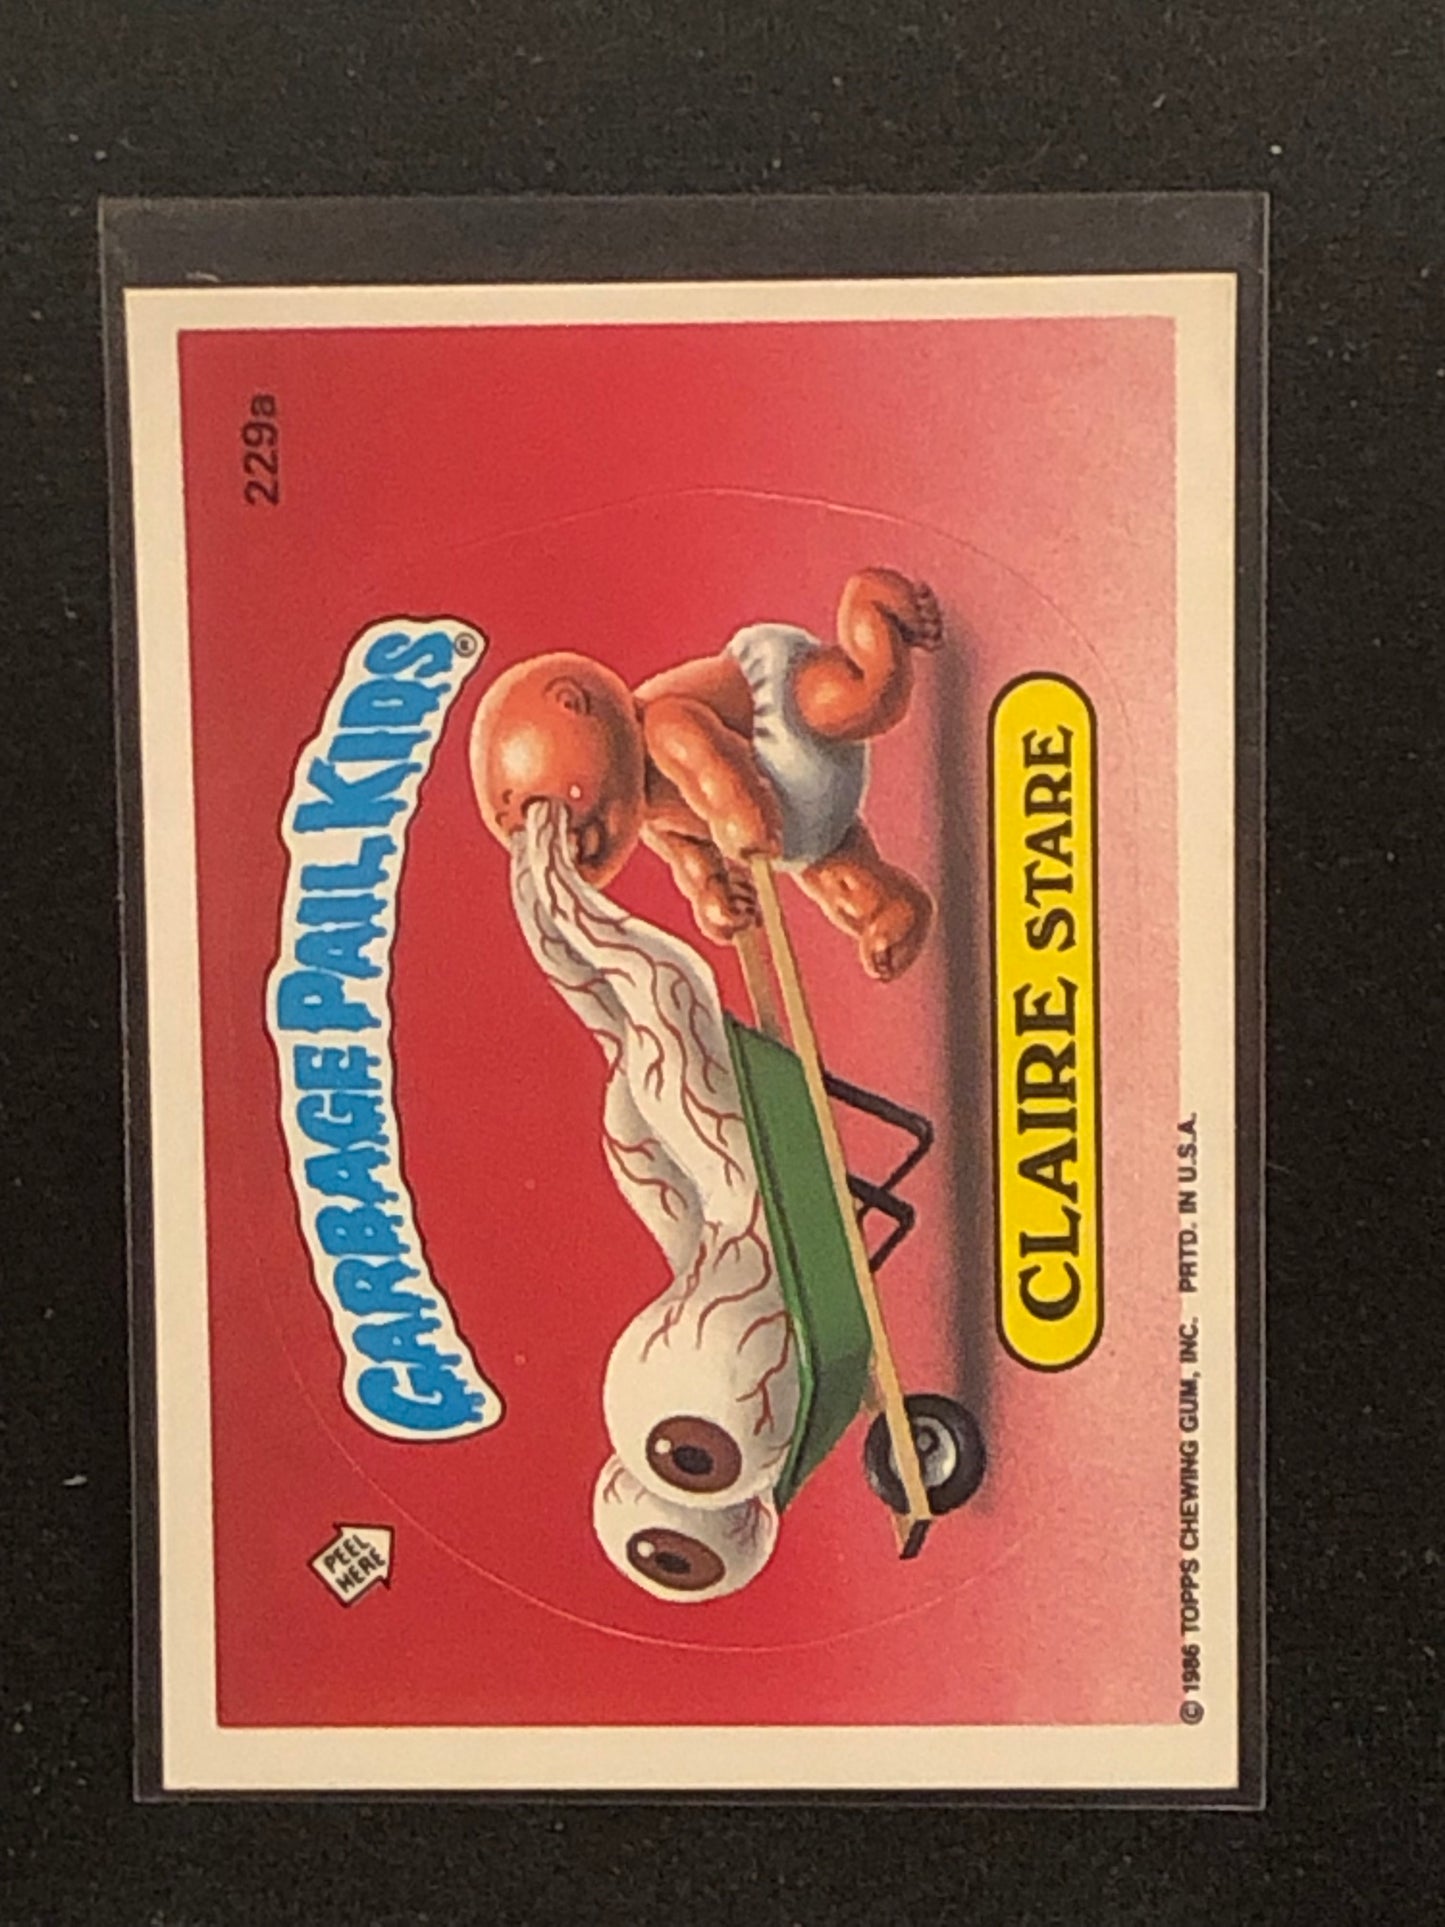 229a
GARBAGE PAIL KIDS®
PEEL
HERE
CLAIRE STARE
© 1986 TOPPS CHEWING GUM, INC. PRTD. IN U.S.A.